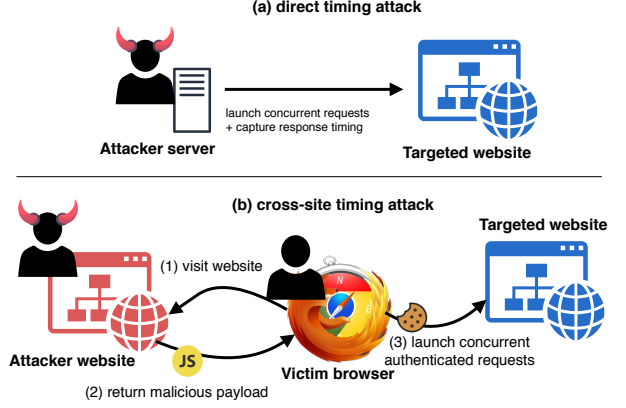 (a) direct timing attack
launch concurrent requests
+ capture response timing
Attacker server
Targeted website
(b) cross-site timing attack
Targeted website
(1) visit website
N
JS
(3) launch concurrent
authenticated requests
Attacker website
Victim browser
(2) return malicious payload